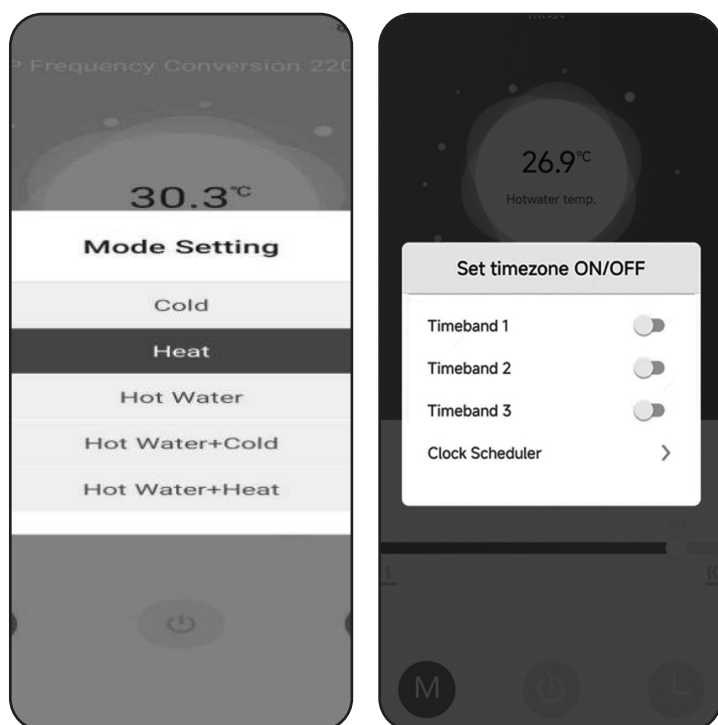 P Frequency Conversion 220
30.3℃
Mode Setting
Cold
Heat
Hot Water
Hot Water+Cold
Hot Water+Heat
26.9℃
Hotwater temp.
Set timezone ON/OFF
Timeband 1
Timeband 2
Timeband 3
Clock Scheduler
M